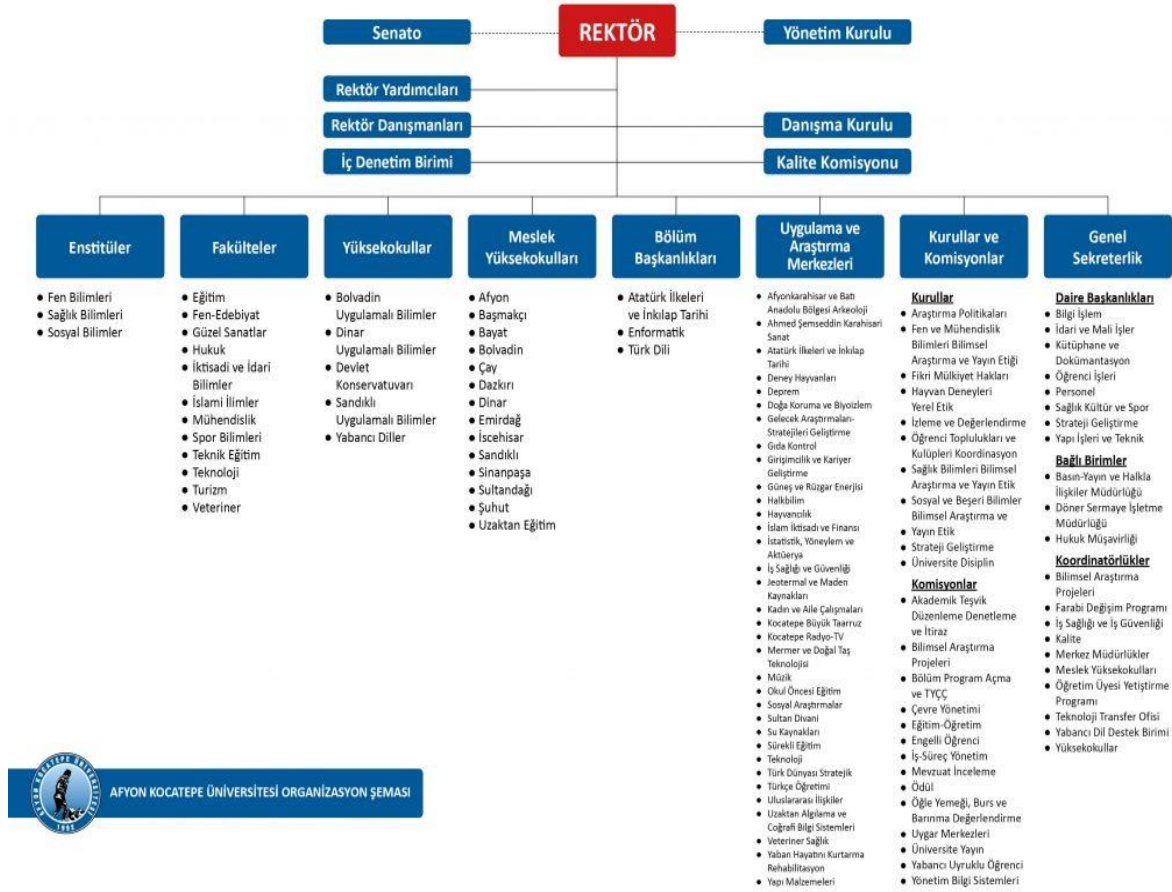 Senato
REKTÖR
Yönetim Kurulu
Rektör Yardımcıları
Rektör Danışmanları
Danışma Kurulu
İç Denetim Birimi
Kalite Komisyonu
Enstitüler
• Fen Bilimleri
• Sağlık Bilimleri
• Sosyal Bilimler
Fakülteler
• Eğitim
• Fen-Edebiyat
• Güzel Sanatlar
• Hukuk
• İktisadi ve İdari
Bilimler
• İslami İlimler
• Mühendislik
• Spor Bilimleri
• Teknik Eğitim
• Teknoloji
• Turizm
• Veteriner
Yüksekokullar
• Bolvadin
Uygulamalı Bilimler
• Dinar
Uygulamalı Bilimler
• Devlet
Konservatuvarı
• Sandıklı
Uygulamalı Bilimler
• Yabancı Diller
Meslek
Yüksekokulları
• Afyon
• Başmakçı
• Bayat
• Bolvadin
• Çay
• Dazkırı
• Dinar
• Emirdağ
• İscehisar
• Sandıklı
• Sinanpaşa
• Sultandağı
• Şuhut
• Uzaktan Eğitim
Bölüm
Başkanlıkları
• Atatürk İlkeleri
ve İnkılap Tarihi
• Enformatik
• Türk Dili
Uygulama ve
Araştırma
Merkezleri
• Afyonkarahisar ve Batı
Anadolu Bölgesi Arkeoloji
• Ahmed Şemseddin Karahisari
Sanat
• Atatürk İlkeleri ve İnkılap
Tarihi
• Deney Hayvanları
• Deprem
• Doğa Koruma ve Biyoizlem
• Gelecek Araştırmaları-
Stratejileri Geliştirme
• Gıda Kontrol
• Girişimcilik ve Kariyer
Geliştirme
• Güneş ve Rüzgar Enerjisi
• Halkbilim
• Hayvancılık
• İslam İktisadı ve Finansı
• İstatistik, Yöneylem ve
Aktüerya
• İş Sağlığı ve Güvenliği
• Jeotermal ve Maden
Kaynakları
• Kadın ve Aile Çalışmaları
• Kocatepe Büyük Taarruz
• Kocatepe Radyo-TV
• Mermer ve Doğal Taş
Teknolojisi
• Müzik
• Okul Öncesi Eğitim
• Sosyal Araştırmalar
• Sultan Divani
• Su Kaynakları
• Sürekli Eğitim
• Teknoloji
• Türk Dünyası Stratejik
• Türkçe Öğretimi
• Uluslararası İlişkiler
• Uzaktan Algılama ve
Coğrafi Bilgi Sistemleri
• Veteriner Sağlık
• Yaban Hayatını Kurtarma
Rehabilitasyon
• Yapı Malzemeleri
Kurullar ve
Komisyonlar
Kurullar
• Araştırma Politikaları
• Fen ve Mühendislik
Bilimleri Bilimsel
Araştırma ve Yayın Etiği
• Fikri Mülkiyet Hakları
• Hayvan Deneyleri
Yerel Etik
• İzleme ve Değerlendirme
• Öğrenci Toplulukları ve
Kulüpleri Koordinasyon
• Sağlık Bilimleri Bilimsel
Araştırma ve Yayın Etik
• Sosyal ve Beşeri Bilimler
Bilimsel Araştırma ve
• Yayın Etik
• Strateji Geliştirme
• Üniversite Disiplin
Komisyonlar
• Akademik Teşvik
Düzenleme Denetleme
ve İtiraz
• Bilimsel Araştırma
Projeleri
• Bölüm Program Açma
ve TYÇÇ
• Çevre Yönetimi
• Eğitim-Öğretim
• Engelli Öğrenci
• İş-Süreç Yönetim
• Mevzuat İnceleme
• Ödül
• Öğle Yemeği, Burs ve
Barınma Değerlendirme
• Uygar Merkezleri
• Üniversite Yayın
• Yabancı Uyruklu Öğrenci
• Yönetim Bilgi Sistemleri
Genel
Sekreterlik
Daire Başkanlıkları
• Bilgi İşlem
• İdari ve Mali İşler
• Kütüphane ve
Dokümantasyon
• Öğrenci İşleri
• Personel
• Sağlık Kültür ve Spor
• Strateji Geliştirme
• Yapı İşleri ve Teknik
Bağlı Birimler
• Basın-Yayın ve Halkla
İlişkiler Müdürlüğü
• Döner Sermaye İşletme
Müdürlüğü
• Hukuk Müşavirliği
Koordinatörlükler
• Bilimsel Araştırma
Projeleri
• Farabi Değişim Programı
• İş Sağlığı ve İş Güvenliği
• Kalite
• Merkez Müdürlükler
• Meslek Yüksekokulları
• Öğretim Üyesi Yetiştirme
Programı
• Teknoloji Transfer Ofisi
• Yabancı Dil Destek Birimi
• Yüksekokullar
AFYON KOCATEPE ÜNİVERSİTESİ
1992
AFYON KOCATEPE ÜNİVERSİTESİ ORGANİZASYON ŞEMASI